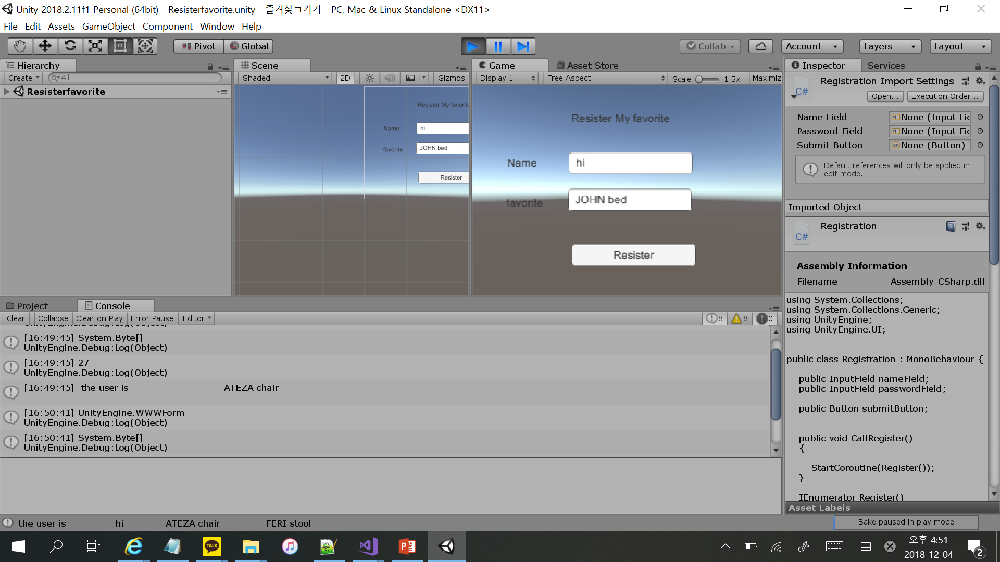 Unity 2018.2.11f1 Personal (64bit) - Resisterfavorite.unity - 즐겨찾ㄱ기기 - PC, Mac & Linux Standalone <DX11>
File Edit Assets GameObject Component Window Help
Pivot Global Collab Account Layers Layout
Hierarchy
Create All
Resisterfavorite
Scene
Shaded 2D Gizmos
Resister My favorite
Name hi
favorite JOHN bed
Resister
Game Asset Store
Display 1 Free Aspect Scale 1.5x Maximiz
Resister My favorite
Name hi
favorite JOHN bed
Resister
Inspector Services
Registration Import Settings
C#
Open... Execution Order...
Name Field None (Input Fie
Password Field None (Input Fie
Submit Button None (Button)
OK
Default references will only be applied in
edit mode.
Imported Object
Registration
C#
Assembly Information
Filename Assembly-CSharp.dll
using System.Collections;
using System.Collections.Generic;
using UnityEngine;
using UnityEngine.UI;
public class Registration : MonoBehaviour {
public InputField nameField;
public InputField passwordField;
public Button submitButton;
public void CallRegister()
{
StartCoroutine(Register());
}
IEnumerator Register()
Asset Labels
Bake paused in play mode
Project Console
Clear Collapse Clear on Play Error Pause Editor 8 8 0
UnityEngine.Debug:Log(Object)
[16:49:45] System.Byte[]
UnityEngine.Debug:Log(Object)
[16:49:45] 27
UnityEngine.Debug:Log(Object)
[16:49:45] the user is ATEZA chair
[16:50:41] UnityEngine.WWWForm
UnityEngine.Debug:Log(Object)
[16:50:41] System.Byte[]
UnityEngine.Debug:Log(Object)
the user is hi ATEZA chair FERI stool
TALK
오후 4:51
2018-12-04
2